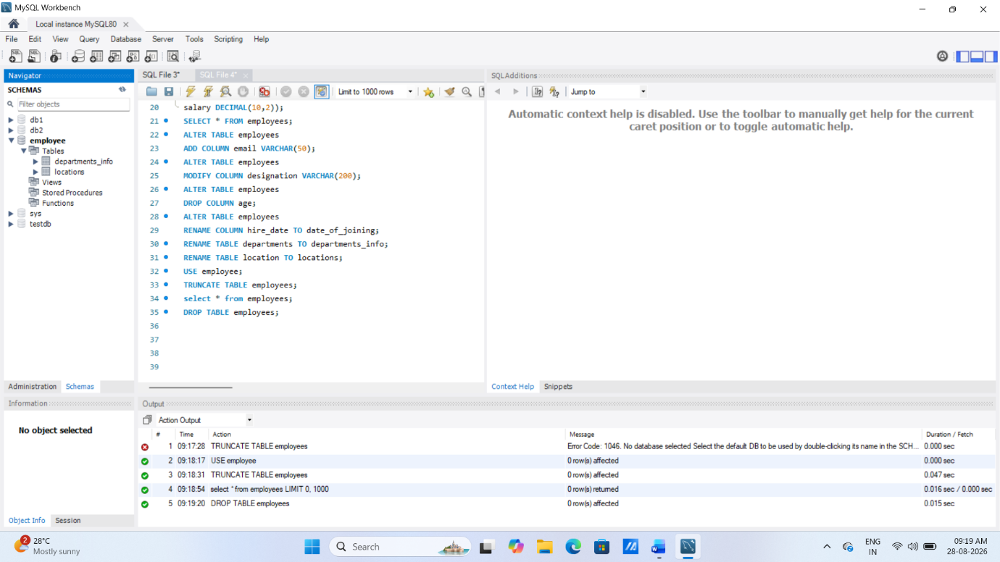 MySQL Workbench
Local instance MySQL80
File Edit View Query Database Server Tools Scripting Help
Navigator
SCHEMAS
Filter objects
db1
db2
employee
Tables
departments_info
locations
Views
Stored Procedures
Functions
sys
testdb
Administration Schemas
Information
No object selected
Object Info Session
SQL File 3* SQL File 4*
Limit to 1000 rows
20 salary DECIMAL(10,2));
21 SELECT * FROM employees;
22 ALTER TABLE employees
23 ADD COLUMN email VARCHAR(50);
24 ALTER TABLE employees
25 MODIFY COLUMN designation VARCHAR(200);
26 ALTER TABLE employees
27 DROP COLUMN age;
28 ALTER TABLE employees
29 RENAME COLUMN hire_date TO date_of_joining;
30 RENAME TABLE departments TO departments_info;
31 RENAME TABLE location TO locations;
32 USE employee;
33 TRUNCATE TABLE employees;
34 select * from employees;
35 DROP TABLE employees;
36
37
38
39
SQLAdditions
Jump to
Automatic context help is disabled. Use the toolbar to manually get help for the current
caret position or to toggle automatic help.
Context Help Snippets
Output
Action Output
# Time Action Message Duration / Fetch
1 09:17:28 TRUNCATE TABLE employees Error Code: 1046. No database selected Select the default DB to be used by double-clicking its name in the SCH... 0.000 sec
2 09:18:17 USE employee 0 row(s) affected 0.000 sec
3 09:18:31 TRUNCATE TABLE employees 0 row(s) affected 0.047 sec
4 09:18:54 select * from employees LIMIT 0, 1000 0 row(s) returned 0.016 sec / 0.000 sec
5 09:19:20 DROP TABLE employees 0 row(s) affected 0.015 sec
2
28°C
Mostly sunny
Search
ENG
IN
09:19 AM
28-08-2026